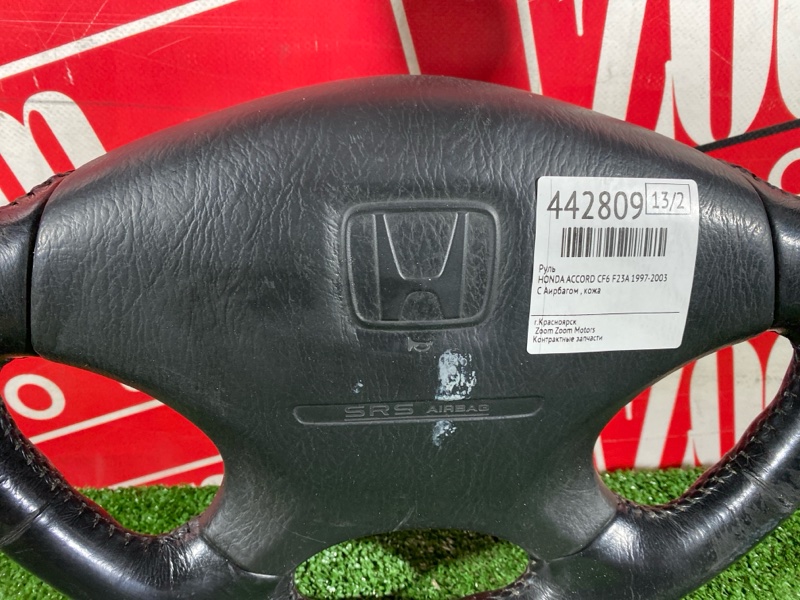 442809 13/2
Руль
HONDA ACCORD CF6 F23A 1997-2003
С Аирбагом , кожа
г.Красноярск
Zoom Zoom Motors
Контрактные запчасти
SRS AIRBAG